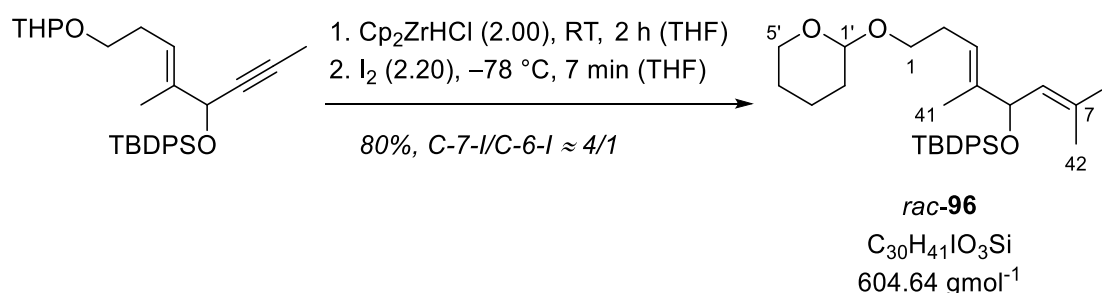 THPO
TBDPSO
1. Cp₂ZrHCl (2.00), RT, 2 h (THF)
2. I₂ (2.20), –78 °C, 7 min (THF)
80%, C-7-I/C-6-I ≈ 4/1
5'
1'
O
O
1
41
7
TBDPSO
42
rac-96
C₃₀H₄₁IO₃Si
604.64 gmol⁻¹